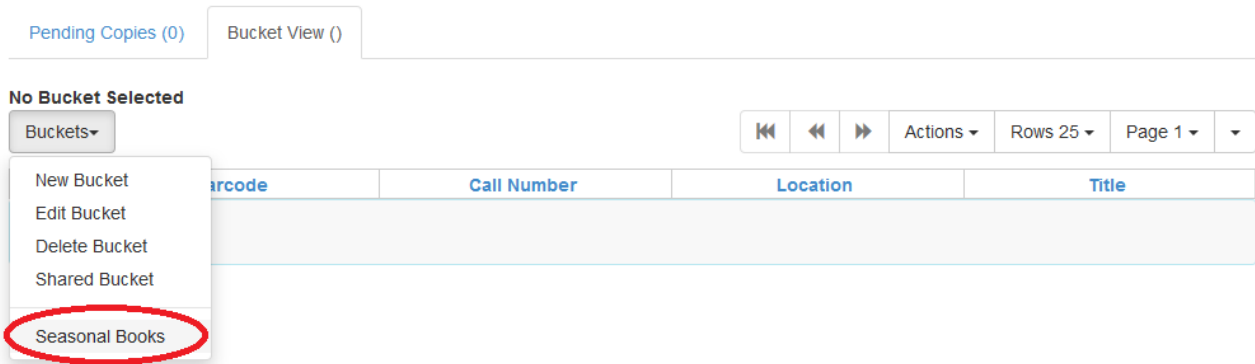 Pending Copies (0) Bucket View ()
No Bucket Selected
Buckets Actions Rows 25 Page 1
arcode Call Number Location Title
New Bucket
Edit Bucket
Delete Bucket
Shared Bucket
Seasonal Books